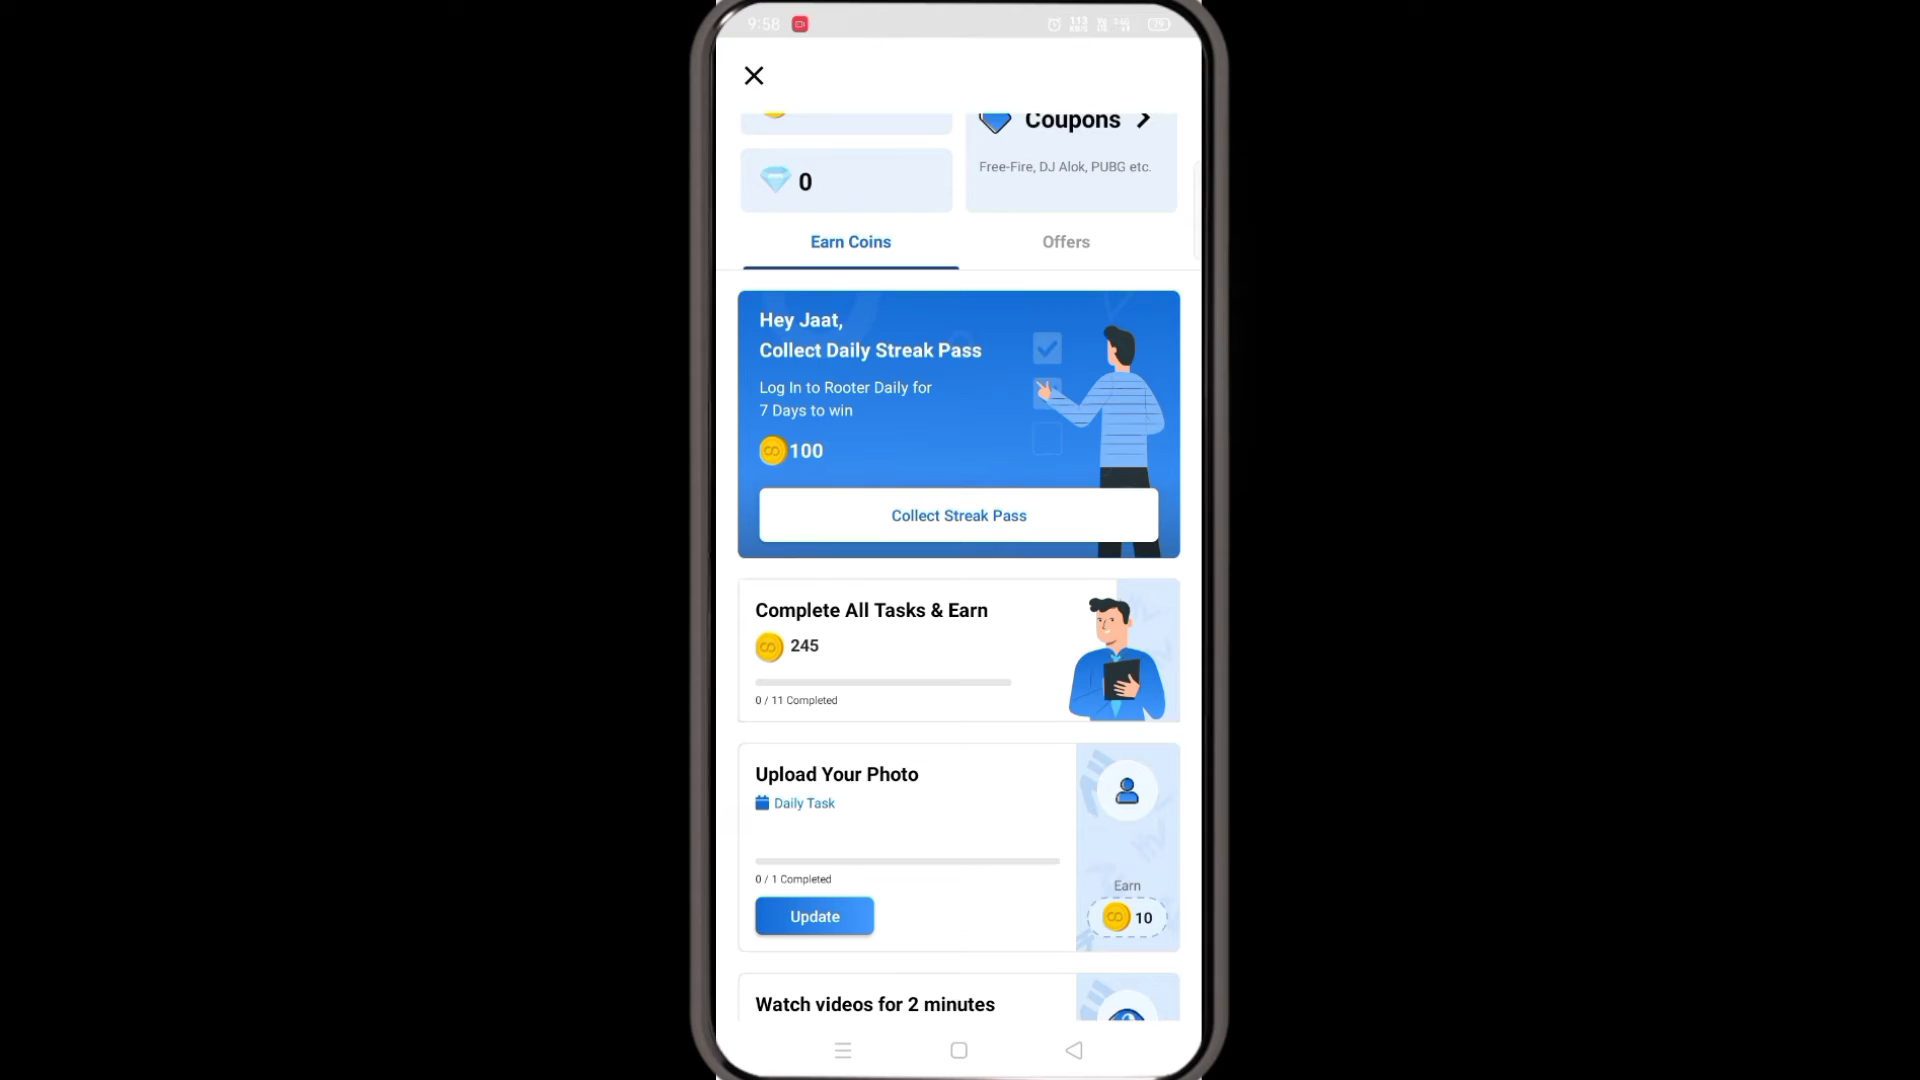 9:58
113
KB/S
Coupons
Free-Fire, DJ Alok, PUBG etc.
0
Earn Coins
Offers
Hey Jaat,
Collect Daily Streak Pass
Log In to Rooter Daily for
7 Days to win
100
Collect Streak Pass
Complete All Tasks & Earn
245
0 / 11 Completed
Upload Your Photo
Daily Task
0 / 1 Completed
Earn
Update
10
Watch videos for 2 minutes